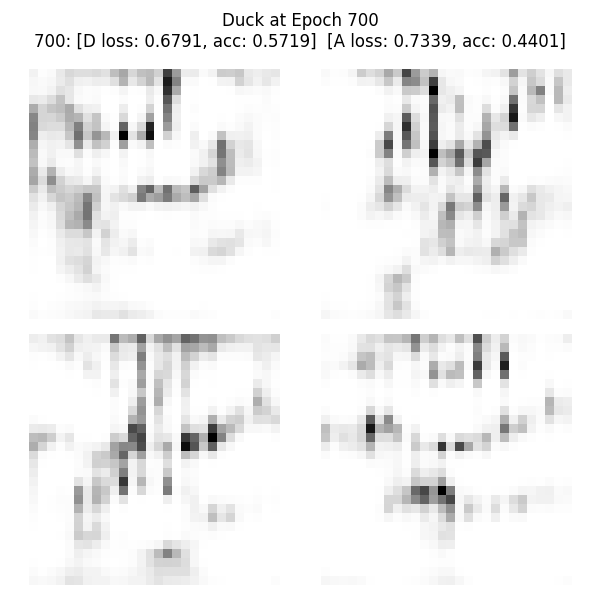 Duck at Epoch 700
700: [D loss: 0.6791, acc: 0.5719]  [A loss: 0.7339, acc: 0.4401]